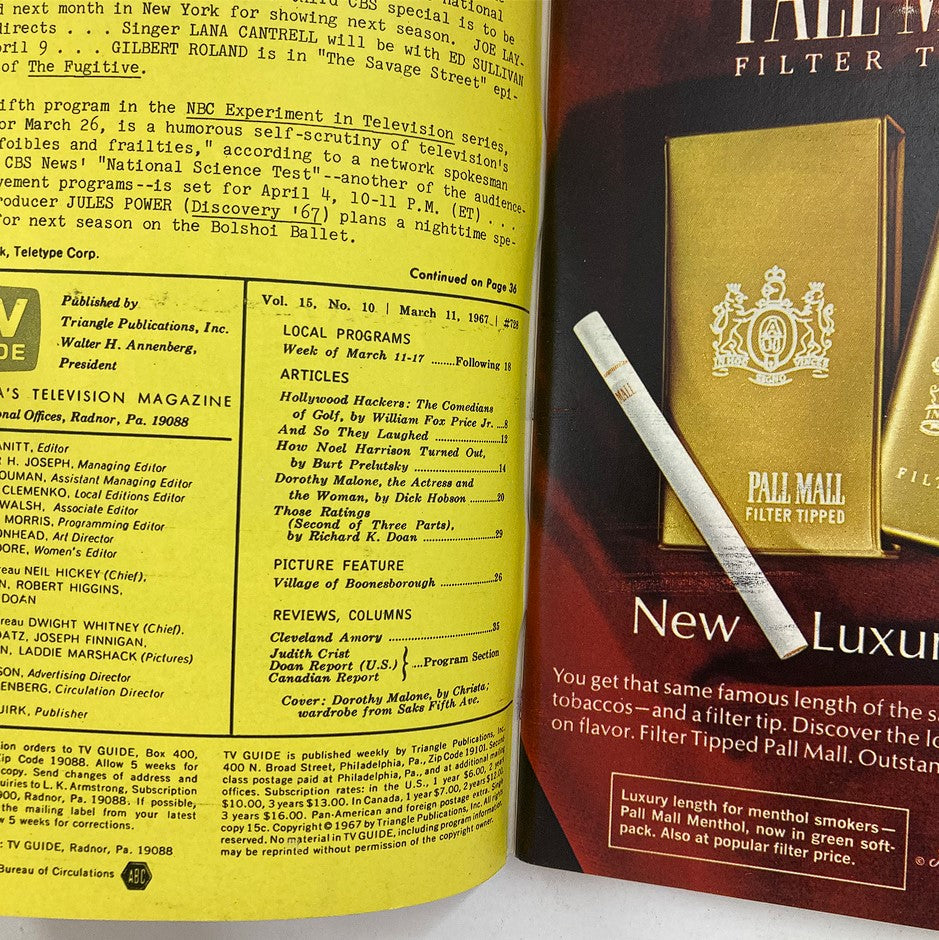 third CBS special is to be
next month in New York for showing next season. JOE LAY-
directs . . . Singer LANA CANTRELL will be with ED SULLIVAN
April 9 . . . GILBERT ROLAND is in "The Savage Street" epi-
of The Fugitive.
ifth program in the NBC Experiment in Television series,
or March 26, is a humorous self-scrutiny of television's
foibles and frailties," according to a network spokesman
CBS News' "National Science Test"--another of the audience-
vement programs--is set for April 4, 10-11 P.M. (ET) . . .
roducer JULES POWER (Discovery '67) plans a nighttime spe-
for next season on the Bolshoi Ballet.
k, Teletype Corp.
Continued on Page 36
V
DE
Published by
Triangle Publications, Inc.
Walter H. Annenberg,
President
A'S TELEVISION MAGAZINE
onal Offices, Radnor, Pa. 19088
ANITT, Editor
R H. JOSEPH, Managing Editor
OUMAN, Assistant Managing Editor
CLEMENKO, Local Editions Editor
WALSH, Associate Editor
MORRIS, Programming Editor
ONHEAD, Art Director
OORE, Women's Editor
reau NEIL HICKEY (Chief),
N, ROBERT HIGGINS,
DOAN
reau DWIGHT WHITNEY (Chief).
OATZ, JOSEPH FINNIGAN,
N, LADDIE MARSHACK (Pictures)
SON, Advertising Director
ENBERG, Circulation Director
UIRK, Publisher
Vol. 15, No. 10 | March 11, 1967 | #728
LOCAL PROGRAMS
Week of March 11-17 ........Following 18
ARTICLES
Hollywood Hackers: The Comedians
of Golf, by William Fox Price Jr. ...8
And So They Laughed .................12
How Noel Harrison Turned Out,
by Burt Prelutsky .....................14
Dorothy Malone, the Actress and
the Woman, by Dick Hobson .........20
Those Ratings
(Second of Three Parts),
by Richard K. Doan ...................29
PICTURE FEATURE
Village of Boonesborough ..............26
REVIEWS, COLUMNS
Cleveland Amory ..........................35
Judith Crist
Doan Report (U.S.) } ....Program Section
Canadian Report
Cover: Dorothy Malone, by Christa;
wardrobe from Saks Fifth Ave.
ion orders to TV GUIDE, Box 400,
Zip Code 19088. Allow 5 weeks for
copy. Send changes of address and
uiries to L. K. Armstrong, Subscription
900, Radnor, Pa. 19088. If possible,
the mailing label from your latest
w 5 weeks for corrections.
: TV GUIDE, Radnor, Pa. 19088
Bureau of Circulations ABC
TV GUIDE is published weekly by Triangle Publications, Inc.
400 N. Broad Street, Philadelphia, Pa., Zip Code 19101. Second
class postage paid at Philadelphia, Pa., and at additional mailing
offices. Subscription rates: in the U.S., 1 year $6.00, 2 years
$10.00, 3 years $13.00. In Canada, 1 year $7.00, 2 years $12.00,
3 years $16.00. Pan-American and foreign postage extra. Single
copy 15c. Copyright © 1967 by Triangle Publications, Inc. All rights
reserved. No material in TV GUIDE, including program information,
may be reprinted without permission of the copyright owner.
PALL M
FILTER T
PALL MALL
FILTER TIPPED
MALL
New Luxur
You get that same famous length of the
tobaccos—and a filter tip. Discover the
on flavor. Filter Tipped Pall Mall. Outstan
Luxury length for menthol smokers—
Pall Mall Menthol, now in green soft-
pack. Also at popular filter price.